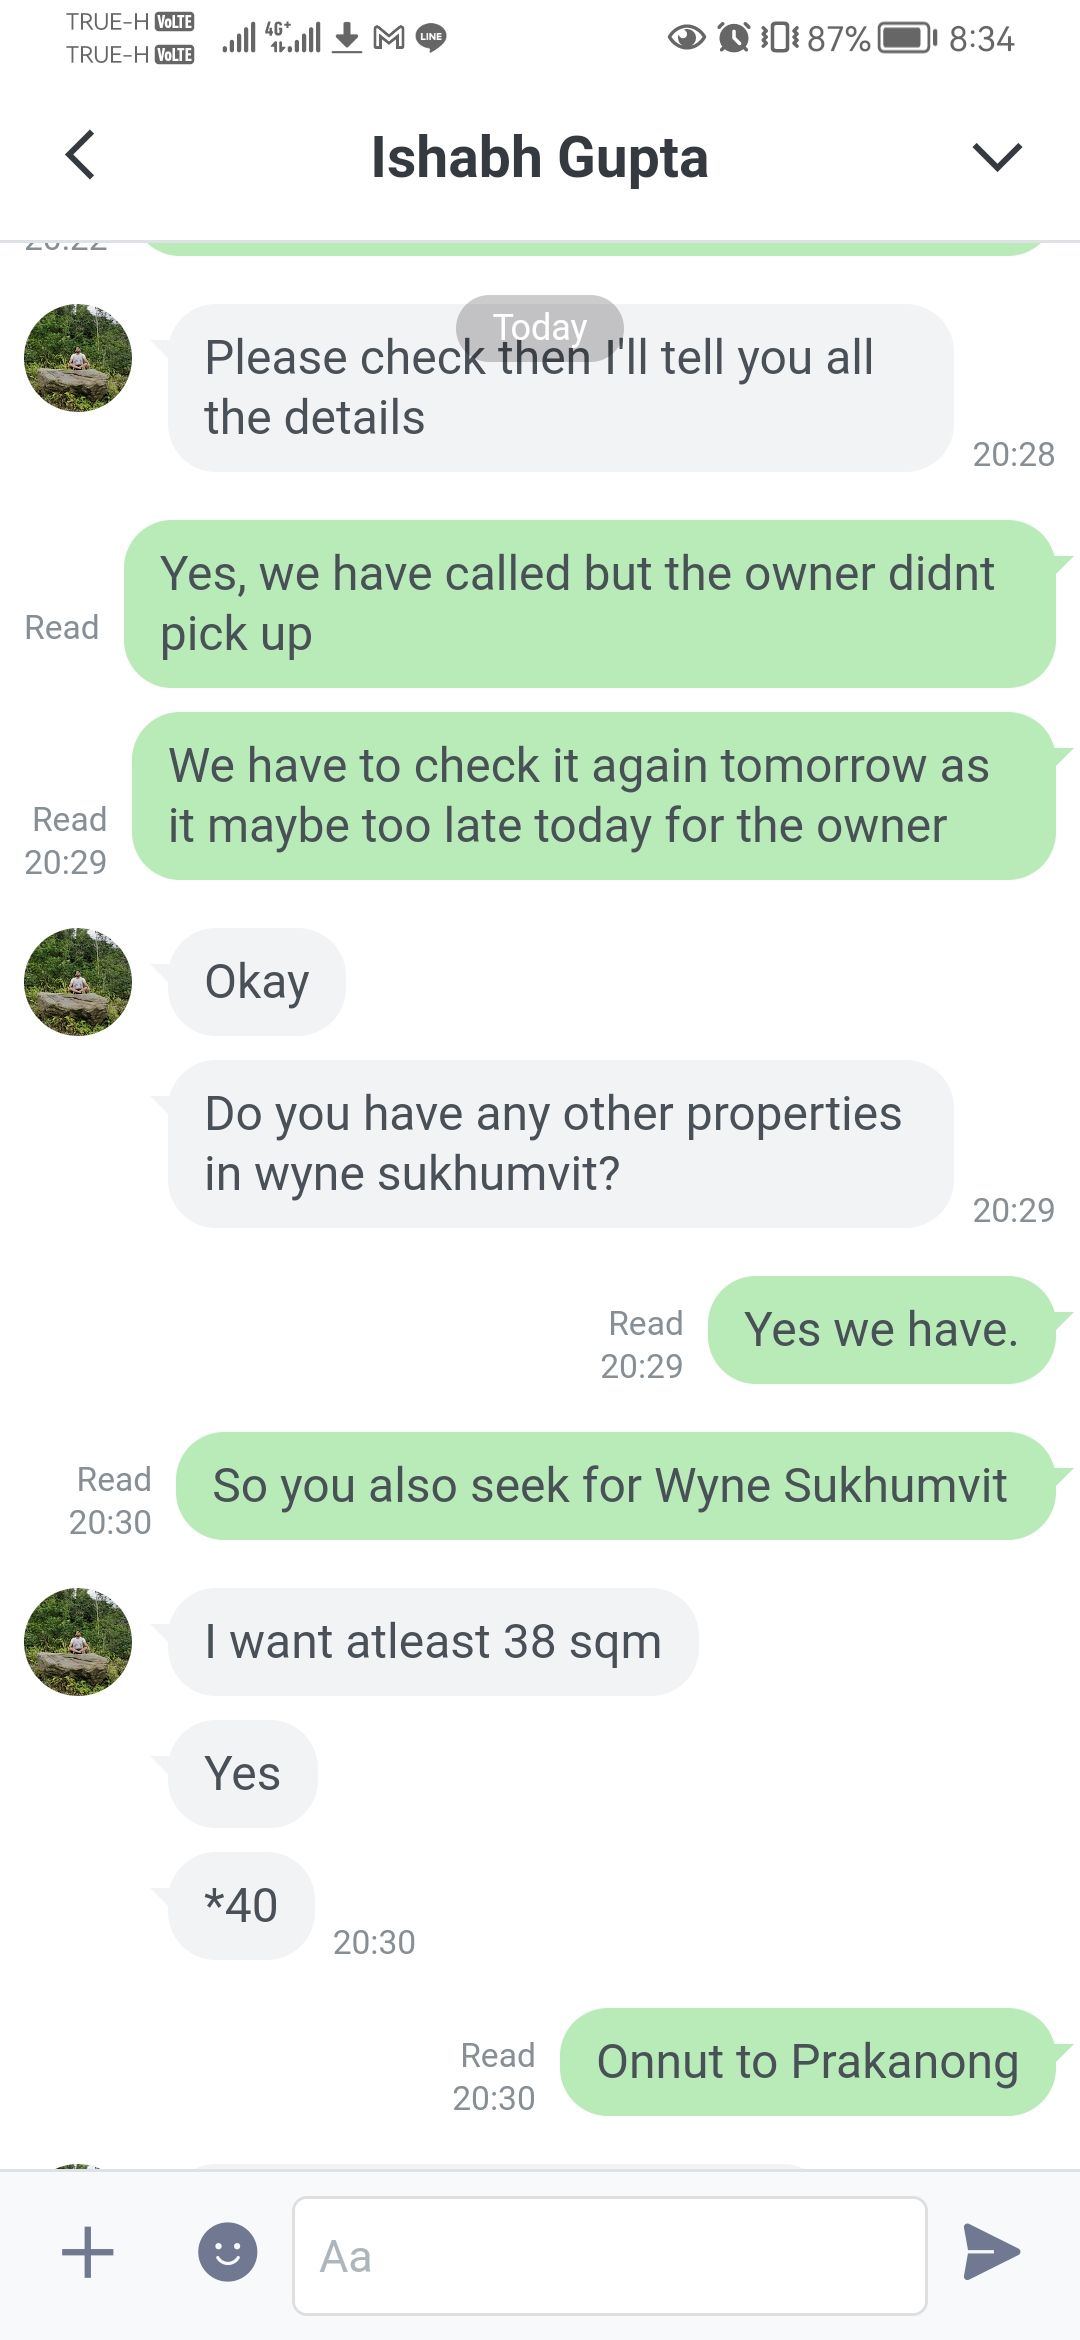 TRUE-H VoLTE
TRUE-H VoLTE
4G+
LINE
87%
8:34
Ishabh Gupta
20:22
Today
Please check then I'll tell you all
the details
20:28
Yes, we have called but the owner didnt
pick up
Read
We have to check it again tomorrow as
it maybe too late today for the owner
Read
20:29
Okay
Do you have any other properties
in wyne sukhumvit?
20:29
Yes we have.
Read
20:29
So you also seek for Wyne Sukhumvit
Read
20:30
I want atleast 38 sqm
Yes
*40
20:30
Onnut to Prakanong
Read
20:30
Aa